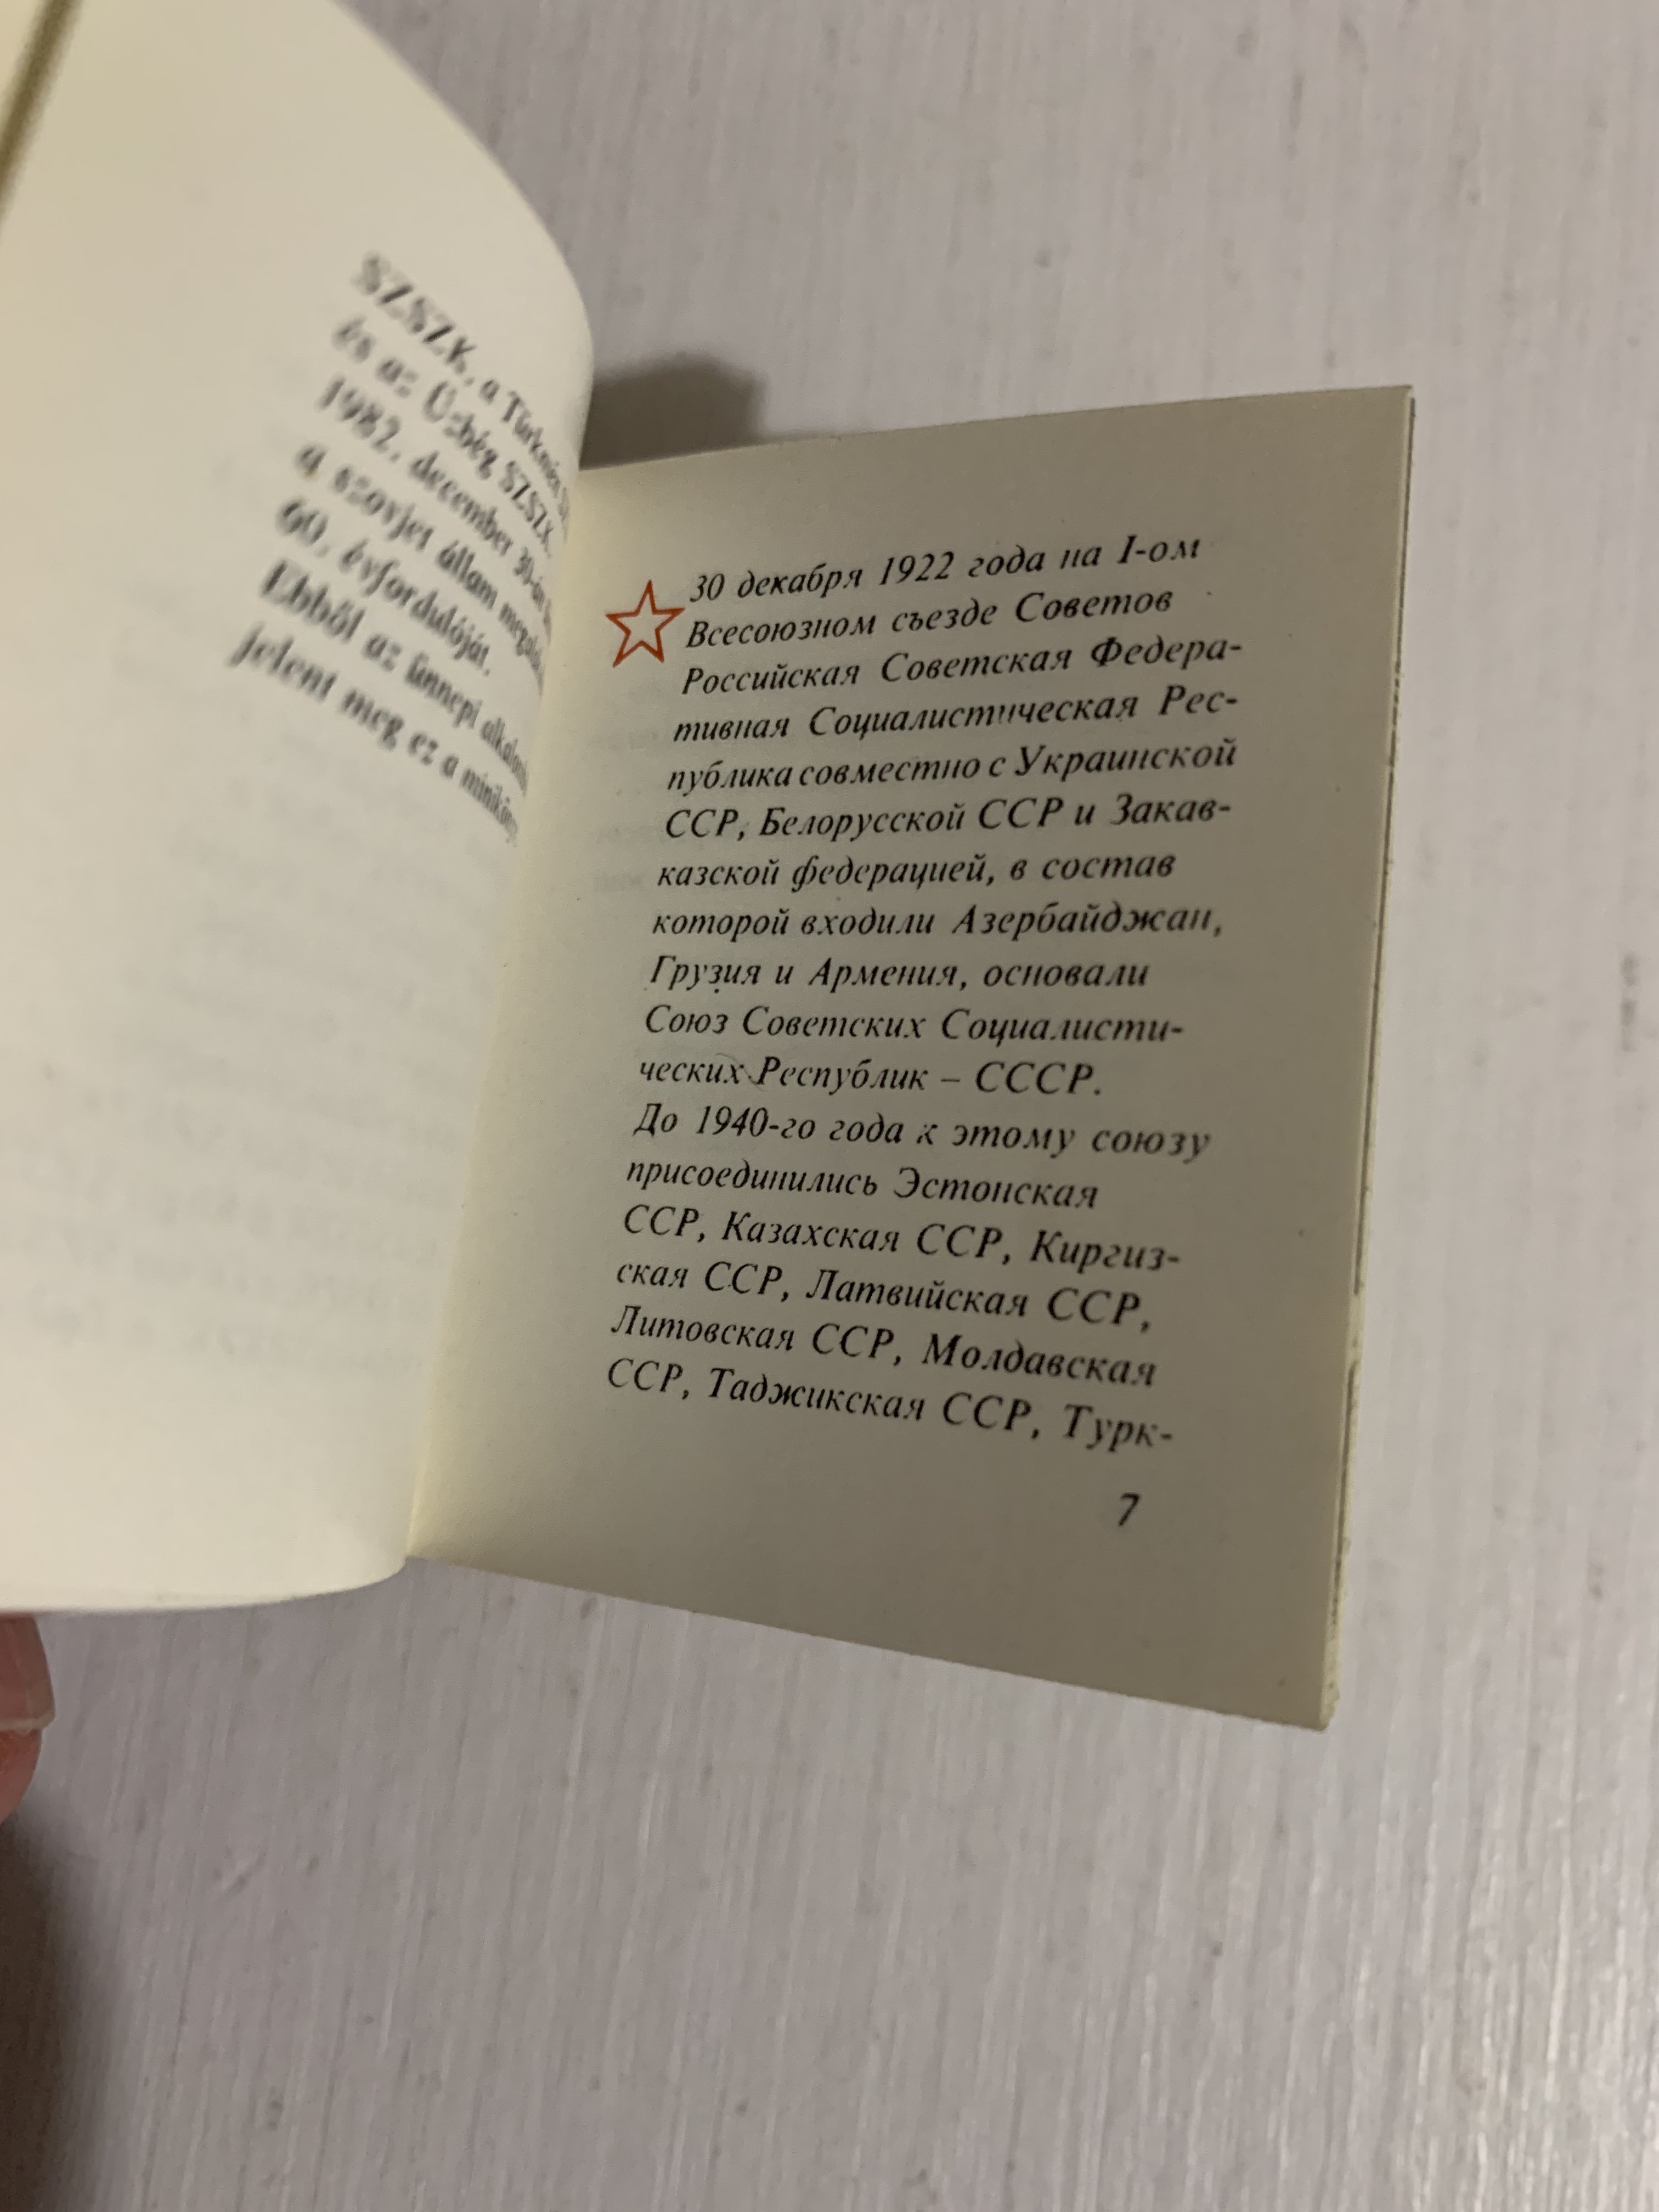 SZSZK, a Türkmén
és az Üzbég SZSZK.
1982. december 30-án
a szovjet állam
60. évfordulóját.
Ebből az ünnepi
jelent meg ez a
30 декабря 1922 года на I-ом
Всесоюзном съезде Советов
Российская Советская Федера-
тивная Социалистическая Рес-
публика совместно с Украинской
ССР, Белорусской ССР и Закав-
казской федерацией, в состав
которой входили Азербайджан,
Грузия и Армения, основали
Союз Советских Социалисти-
ческих Республик – СССР.
До 1940-го года к этому союзу
присоединились Эстонская
ССР, Казахская ССР, Киргиз-
ская ССР, Латвийская ССР,
Литовская ССР, Молдавская
ССР, Таджикская ССР, Турк-
7